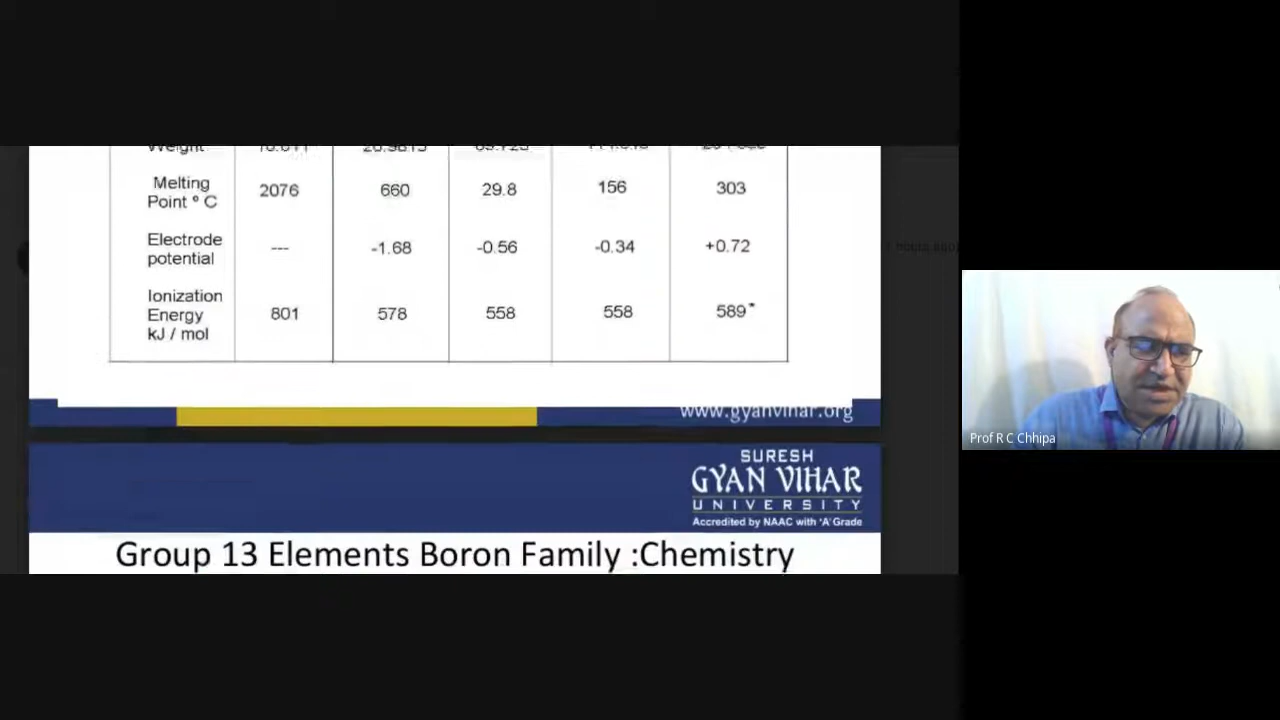 Weight
Melting 2076 660 29.8 156 303
Point º C
Electrode --- -1.68 -0.56 -0.34 +0.72
potential
Ionization
Energy 801 578 558 558 589*
kJ / mol
www.gyanvihar.org
SURESH
GYAN VIHAR
UNIVERSITY
Accredited by NAAC with 'A' Grade
Group 13 Elements Boron Family :Chemistry
Prof R C Chhipa